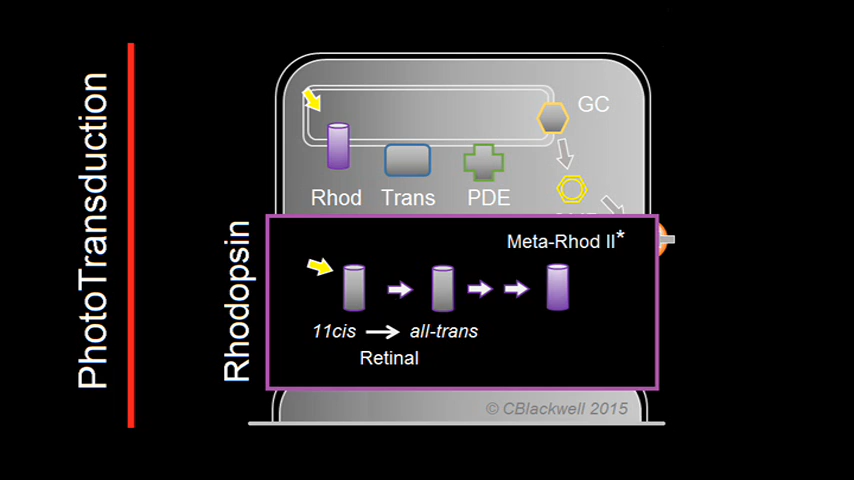 PhotoTransduction
GC
Rhod
Trans
PDE
Rhodopsin
Meta-Rhod II*
11cis
all-trans
Retinal
© CBlackwell 2015